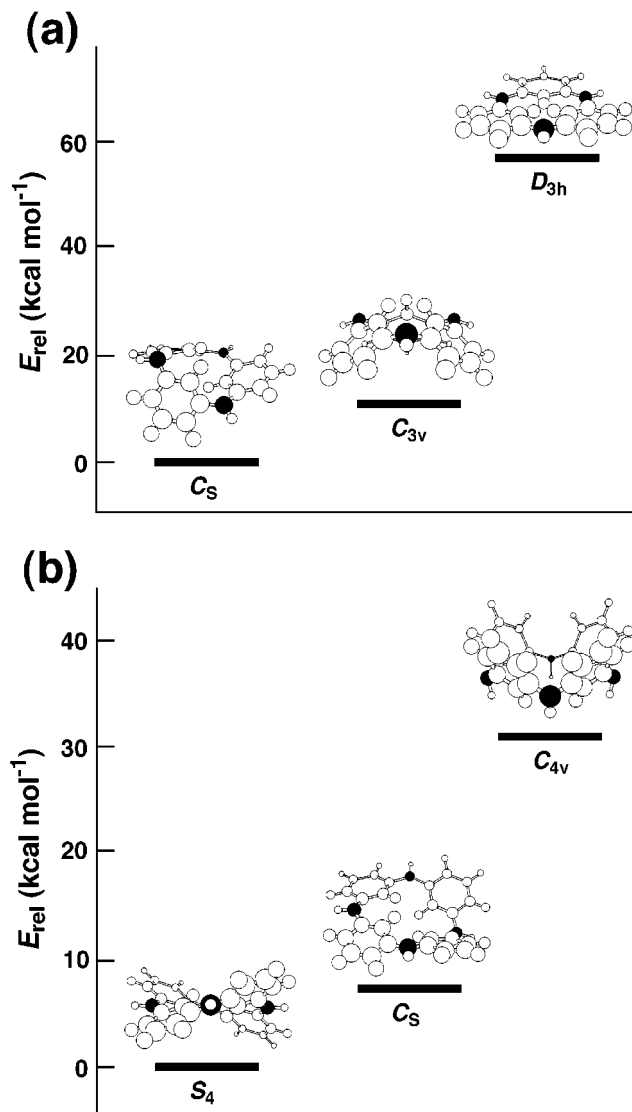 (a)
E_rel (kcal mol⁻¹)
60
40
20
0
D_3h
C_3v
C_S
(b)
E_rel (kcal mol⁻¹)
40
30
20
10
0
C_4v
C_S
S_4